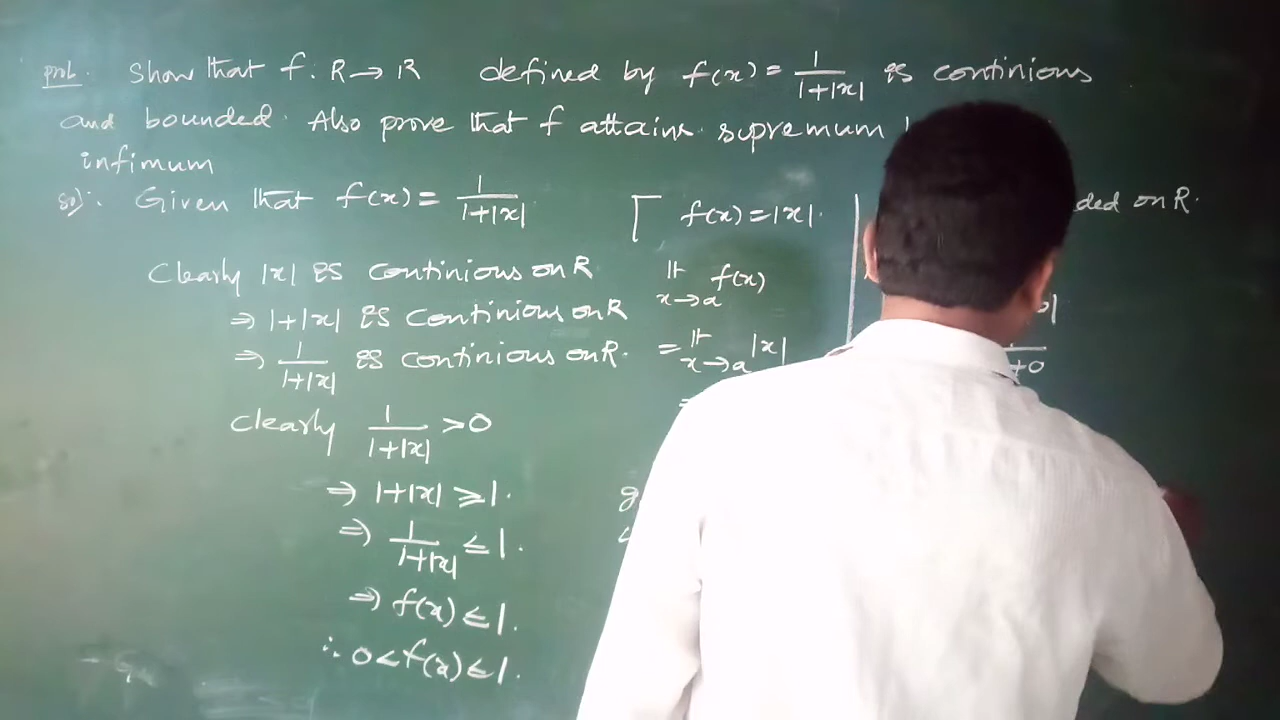 prob. Show that f: R→R defined by f(x) = 1/(1+|x|) is continious
and bounded. Also prove that f attains supremum
infimum
sol: Given that f(x) = 1/(1+|x|)
Clearly |x| is continious on R
⇒ 1+|x| is continious on R
⇒ 1/(1+|x|) is continious on R.
Clearly 1/(1+|x|) > 0
⇒ 1+|x| ≥ 1.
⇒ 1/(1+|x|) ≤ 1.
⇒ f(x) ≤ 1.
∴ 0 < f(x) ≤ 1.
f(x) = |x|.
lt x→a f(x)
= lt x→a |x|
on R.
+0